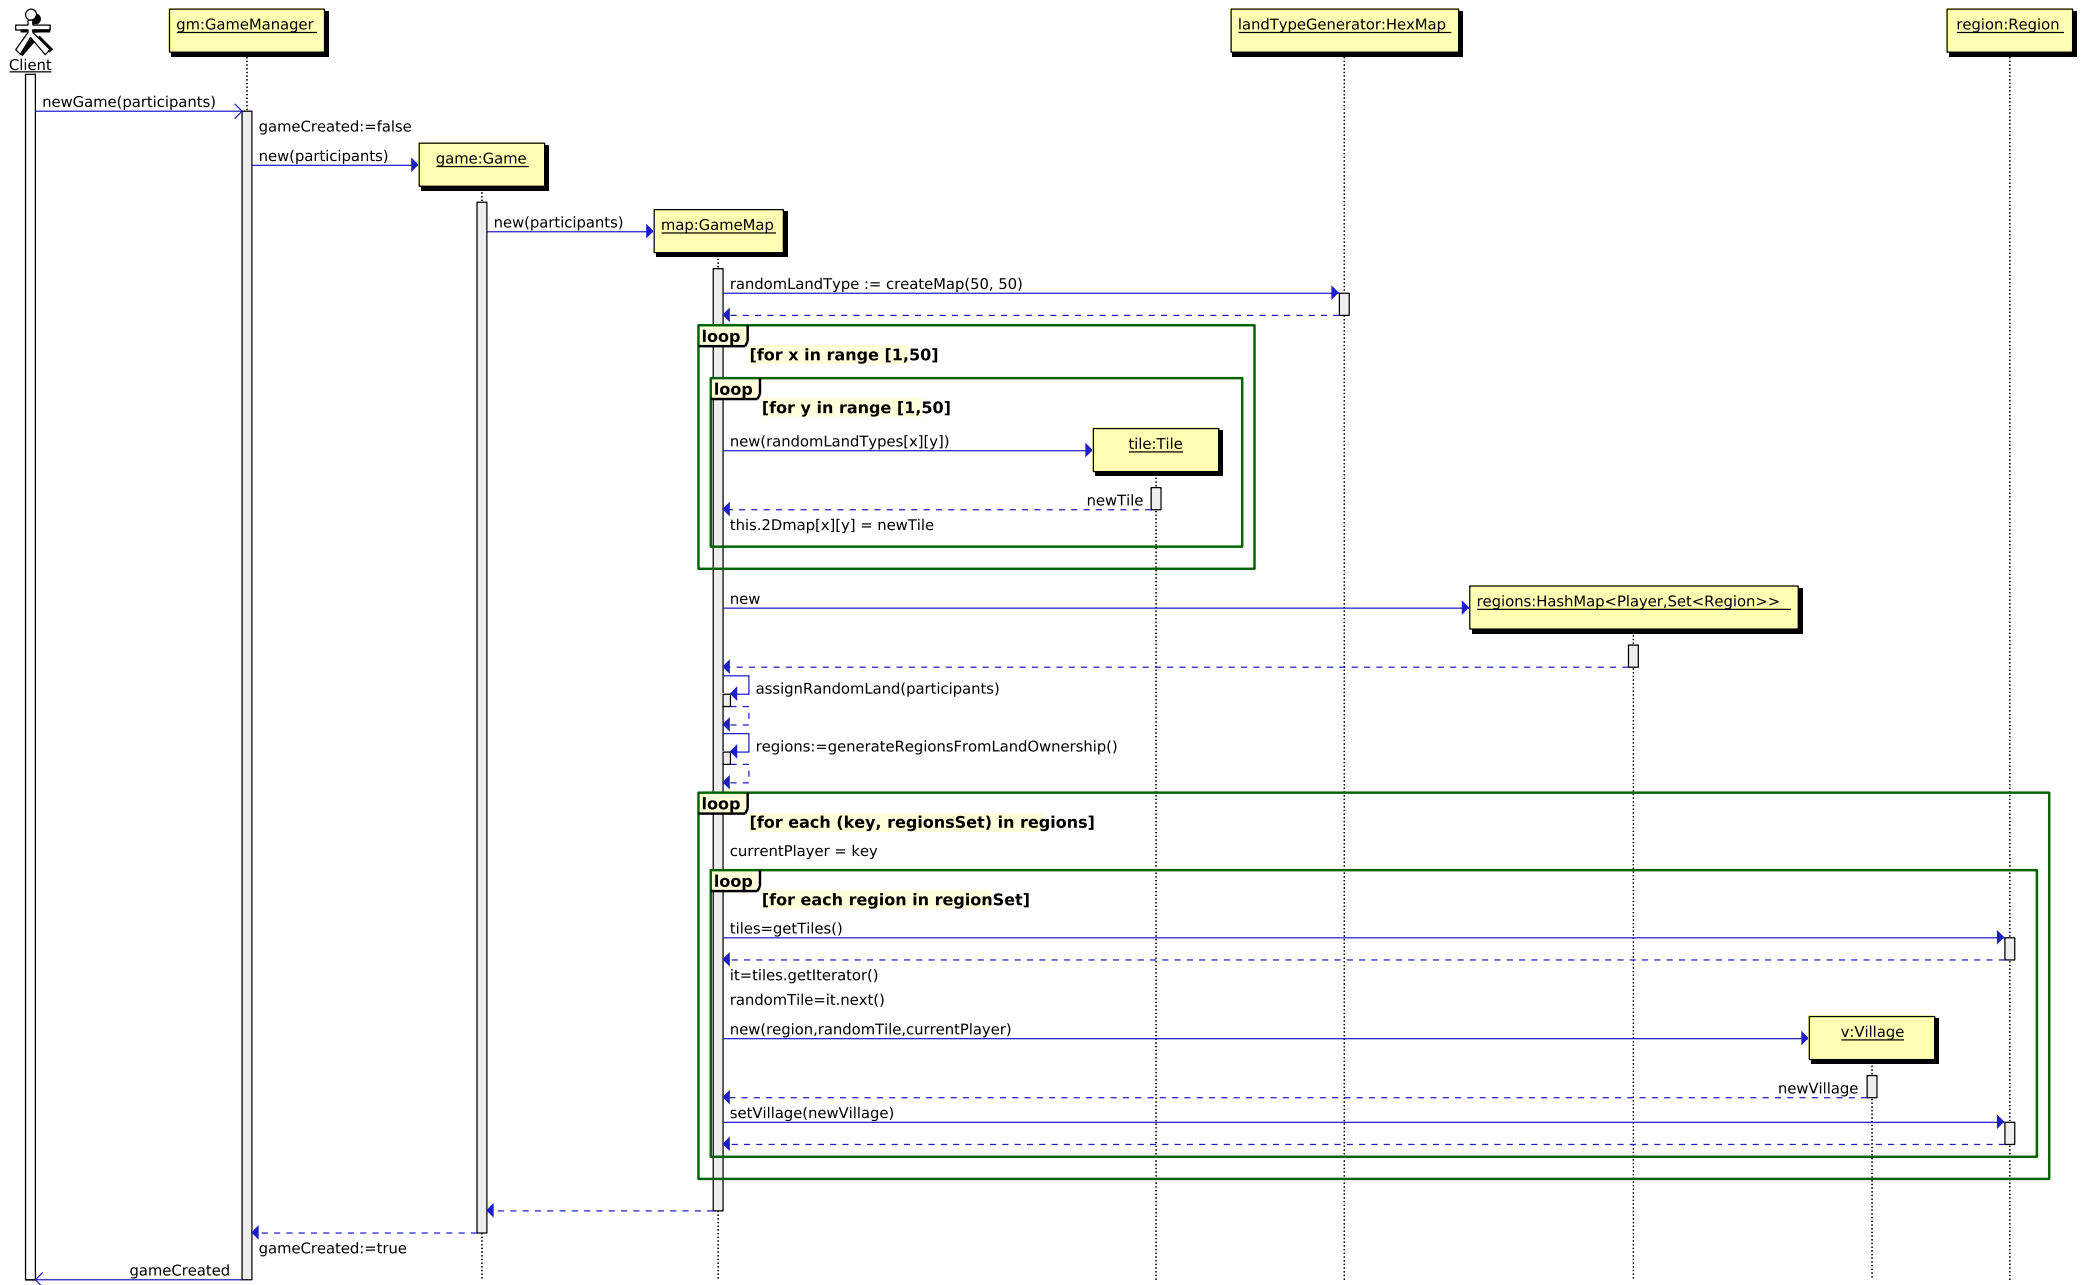 gm:GameManager
landTypeGenerator:HexMap
region:Region
Client
newGame(participants)
gameCreated:=false
new(participants)
game:Game
new(participants)
map:GameMap
randomLandType := createMap(50, 50)
loop
[for x in range [1,50]
loop
[for y in range [1,50]
new(randomLandTypes[x][y])
tile:Tile
newTile
this.2Dmap[x][y] = newTile
new
regions:HashMap<Player,Set<Region>>
assignRandomLand(participants)
regions:=generateRegionsFromLandOwnership()
loop
[for each (key, regionsSet) in regions]
currentPlayer = key
loop
[for each region in regionSet]
tiles=getTiles()
it=tiles.getIterator()
randomTile=it.next()
new(region,randomTile,currentPlayer)
v:Village
newVillage
setVillage(newVillage)
gameCreated:=true
gameCreated